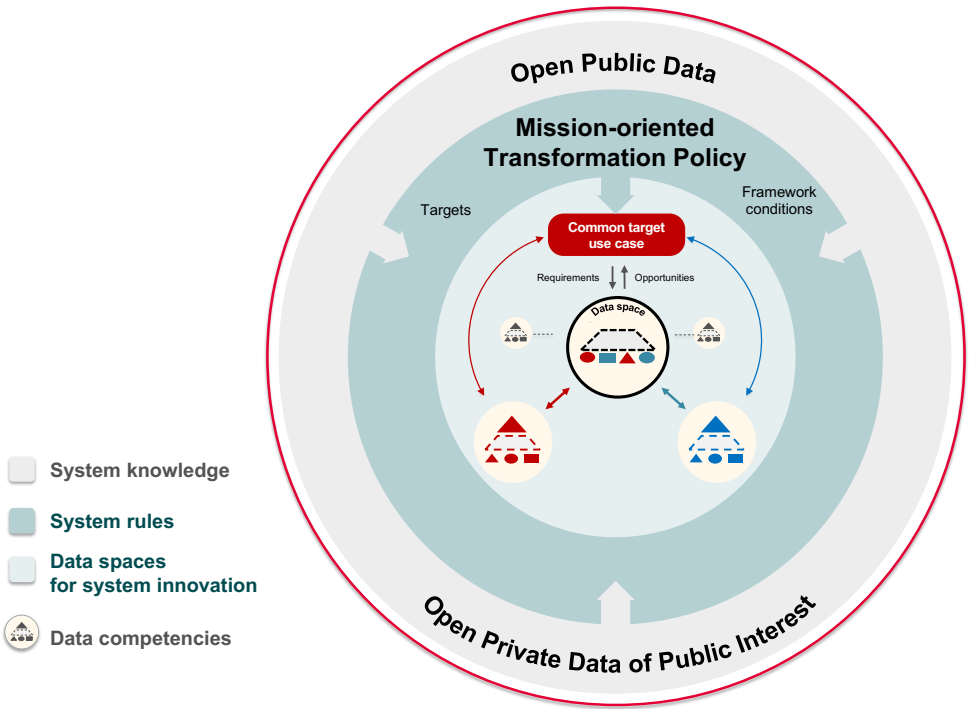 Open Public Data
Mission-oriented
Transformation Policy
Targets
Framework
conditions
Common target
use case
Requirements
Opportunities
Data space
System knowledge
System rules
Data spaces
for system innovation
Data competencies
Open Private Data of Public Interest